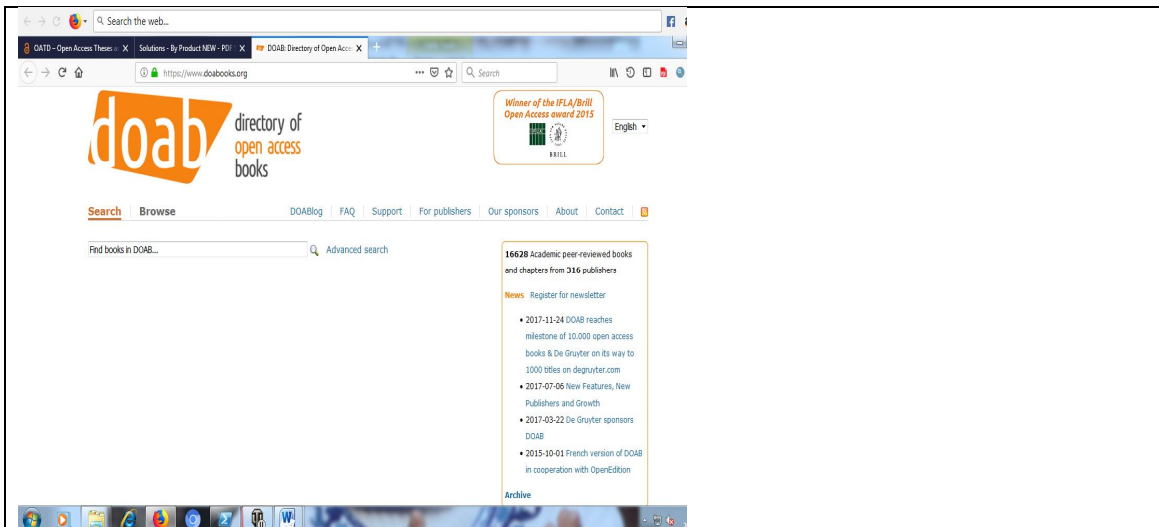 Search the web...
OATD – Open Access Theses a
Solutions - By Product NEW - PDF
DOAB: Directory of Open Acce
https://www.doabooks.org
Search
doab
directory of
open access
books
Winner of the IFLA/Brill
Open Access award 2015
BRILL
English
Search Browse
DOABlog FAQ Support For publishers Our sponsors About Contact
Find books in DOAB...
Advanced search
16628 Academic peer-reviewed books
and chapters from 316 publishers
News Register for newsletter
• 2017-11-24 DOAB reaches
milestone of 10.000 open access
books & De Gruyter on its way to
1000 titles on degruyter.com
• 2017-07-06 New Features, New
Publishers and Growth
• 2017-03-22 De Gruyter sponsors
DOAB
• 2015-10-01 French version of DOAB
in cooperation with OpenEdition
Archive